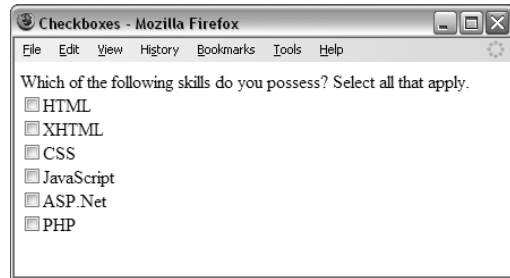 Checkboxes - Mozilla Firefox
File Edit View History Bookmarks Tools Help
Which of the following skills do you possess? Select all that apply.
HTML
XHTML
CSS
JavaScript
ASP.Net
PHP